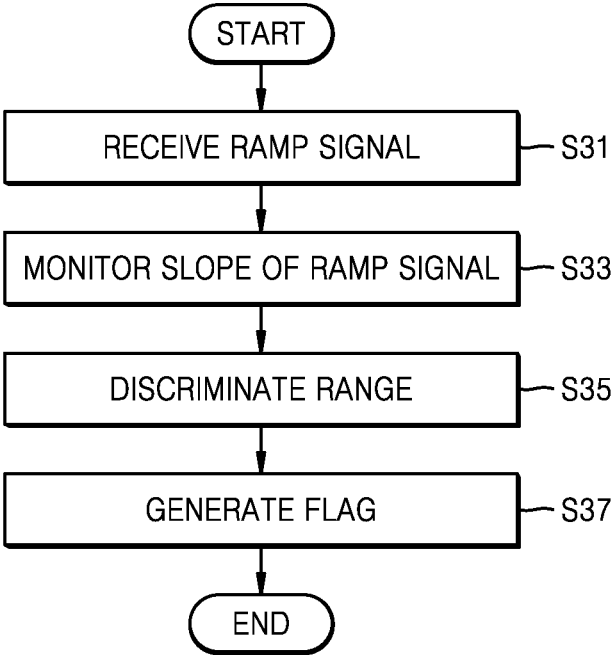 START
RECEIVE RAMP SIGNAL
S31
MONITOR SLOPE OF RAMP SIGNAL
S33
DISCRIMINATE RANGE
S35
GENERATE FLAG
S37
END